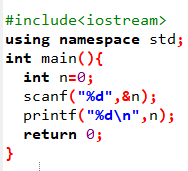 #include<iostream>
using namespace std;
int main(){
  int n=0;
  scanf("%d",&n);
  printf("%d\n",n);
  return 0;
}